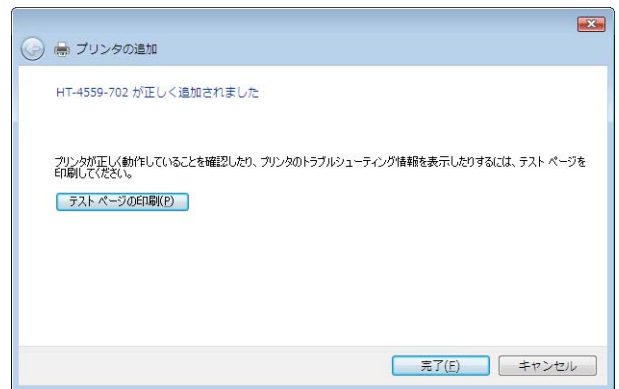 プリンタの追加
HT-4559-702 が正しく追加されました
プリンタが正しく動作していることを確認したり、プリンタのトラブルシューティング情報を表示したりするには、テスト ページを
印刷してください。
テスト ページの印刷(P)
完了(F) キャンセル